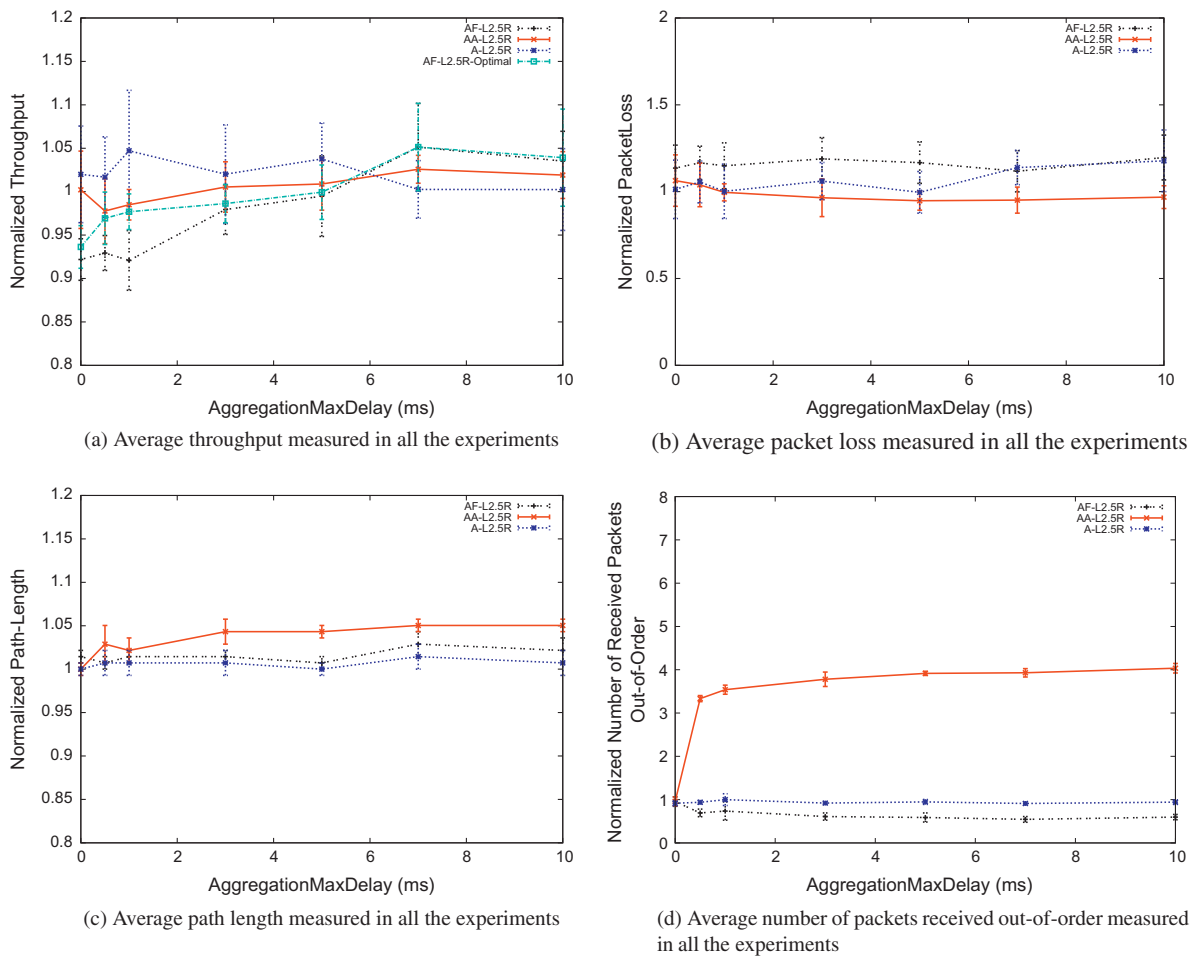 1.2
1.15
1.1
1.05
1
0.95
0.9
0.85
0.8
Normalized Throughput
AF-L2.5R
AA-L2.5R
A-L2.5R
AF-L2.5R-Optimal
0 2 4 6 8 10
AggregationMaxDelay (ms)
(a) Average throughput measured in all the experiments
2
1.5
1
0.5
0
Normalized PacketLoss
AF-L2.5R
AA-L2.5R
A-L2.5R
0 2 4 6 8 10
AggregationMaxDelay (ms)
(b) Average packet loss measured in all the experiments
1.2
1.15
1.1
1.05
1
0.95
0.9
0.85
0.8
Normalized Path-Length
AF-L2.5R
AA-L2.5R
A-L2.5R
0 2 4 6 8 10
AggregationMaxDelay (ms)
(c) Average path length measured in all the experiments
8
7
6
5
4
3
2
1
0
Normalized Number of Received Packets
Out-of-Order
AF-L2.5R
AA-L2.5R
A-L2.5R
0 2 4 6 8 10
AggregationMaxDelay (ms)
(d) Average number of packets received out-of-order measured
in all the experiments